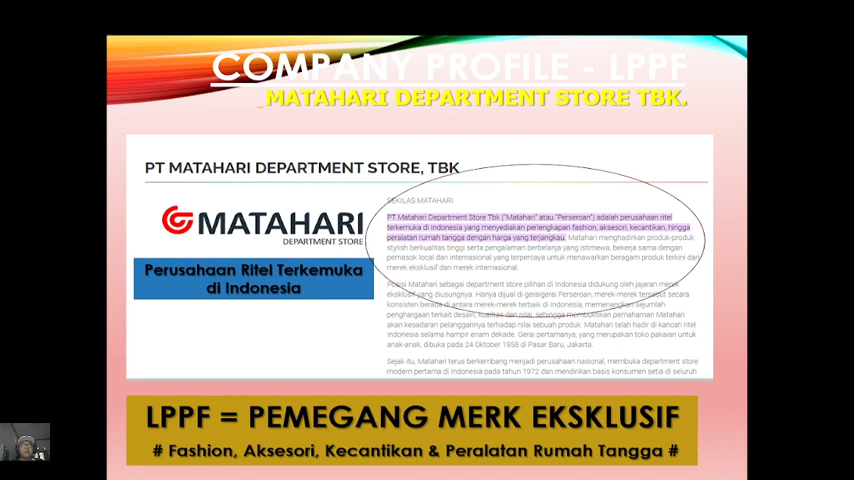 COMPANY PROFILE - LPPF
_MATAHARI DEPARTMENT STORE TBK.
PT MATAHARI DEPARTMENT STORE, TBK
MATAHARI
DEPARTMENT STORE
Perusahaan Ritel Terkemuka
di Indonesia
SEKILAS MATAHARI
PT Matahari Department Store Tbk ("Matahari" atau "Perseroan") adalah perusahaan ritel
terkemuka di Indonesia yang menyediakan perlengkapan fashion, aksesori, kecantikan, hingga
peralatan rumah tangga dengan harga yang terjangkau. Matahari menghadirkan produk-produk
stylish berkualitas tinggi serta pengalaman berbelanja yang istimewa, bekerja sama dengan
pemasok local dan internasional yang terpercaya untuk menawarkan beragam produk terkini dari
merek eksklusif dan merek internasional.
Posisi Matahari sebagai department store pilihan di Indonesia didukung oleh jajaran merek
eksklusif yang diusungnya. Hanya dijual di geraigerai Perseroan, merek-merek tersebut secara
konsisten berada di antara merek-merek terbaik di Indonesia, memenangkan sejumlah
penghargaan terkait desain, kualitas dan nilai, sehingga membuktikan pemahaman Matahari
akan kesadaran pelanggannya terhadap nilai sebuah produk. Matahari telah hadir di kancah ritel
Indonesia selama hampir enam dekade. Gerai pertamanya, yang merupakan toko pakaian untuk
anak-anak, dibuka pada 24 Oktober 1958 di Pasar Baru, Jakarta.
Sejak itu, Matahari terus berkembang menjadi perusahaan nasional, membuka department store
modern pertama di Indonesia pada tahun 1972 dan mendirikan basis konsumen setia di seluruh
LPPF = PEMEGANG MERK EKSKLUSIF
# Fashion, Aksesori, Kecantikan & Peralatan Rumah Tangga #